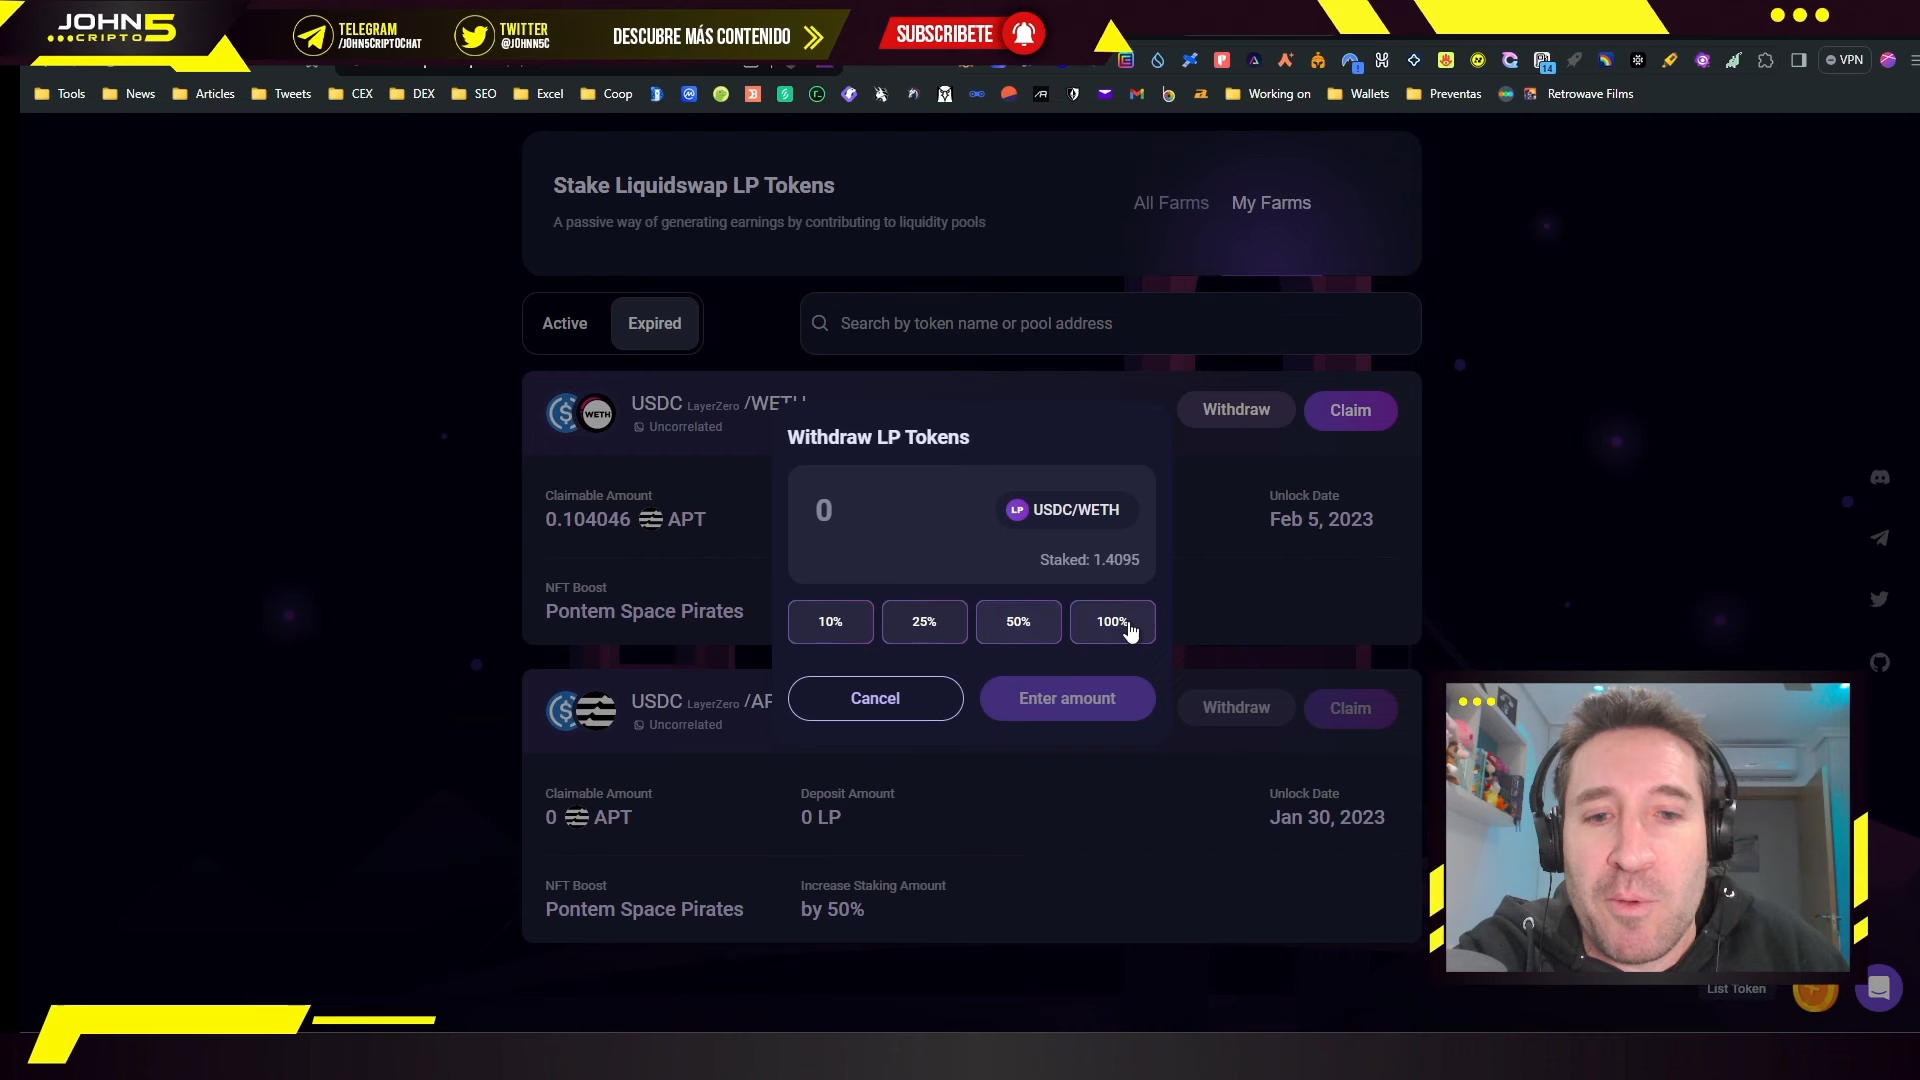 JOHN5
CRIPTO
TELEGRAM
/JOHN5CRIPTOCHAT
TWITTER
@JOHNN5C
DESCUBRE MÁS CONTENIDO
SUBSCRIBETE
VPN
14
Tools
News
Articles
Tweets
CEX
DEX
SEO
Excel
Coop
Working on
Wallets
Preventas
Retrowave Films
Stake Liquidswap LP Tokens
A passive way of generating earnings by contributing to liquidity pools
All Farms
My Farms
Active
Expired
Search by token name or pool address
WETH
USDC LayerZero /WETH
Uncorrelated
Withdraw
Claim
Claimable Amount
0.104046 APT
Unlock Date
Feb 5, 2023
NFT Boost
Pontem Space Pirates
Withdraw LP Tokens
0
LP USDC/WETH
Staked: 1.4095
10%
25%
50%
100%
Cancel
Enter amount
USDC LayerZero /AP
Uncorrelated
Withdraw
Claim
Claimable Amount
0 APT
Deposit Amount
0 LP
Unlock Date
Jan 30, 2023
NFT Boost
Pontem Space Pirates
Increase Staking Amount
by 50%
List Token